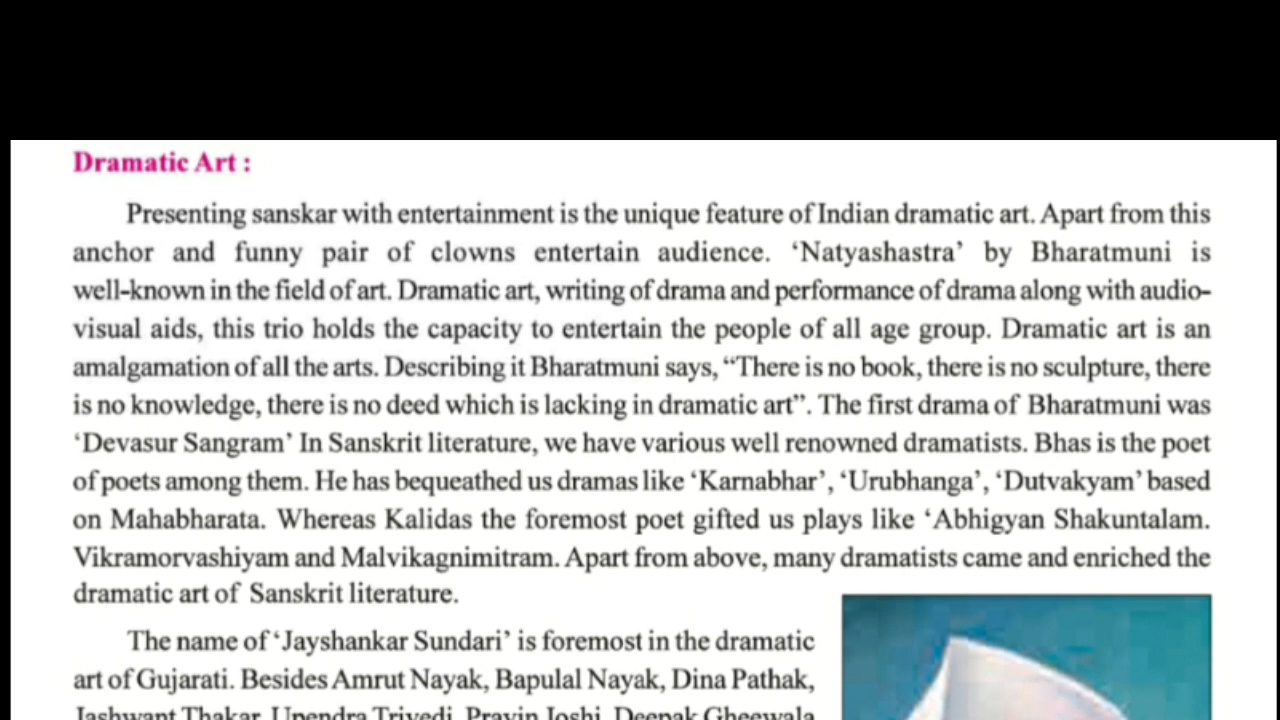 Dramatic Art :
Presenting sanskar with entertainment is the unique feature of Indian dramatic art. Apart from this
anchor and funny pair of clowns entertain audience. ‘Natyashastra’ by Bharatmuni is
well-known in the field of art. Dramatic art, writing of drama and performance of drama along with audio-
visual aids, this trio holds the capacity to entertain the people of all age group. Dramatic art is an
amalgamation of all the arts. Describing it Bharatmuni says, “There is no book, there is no sculpture, there
is no knowledge, there is no deed which is lacking in dramatic art”. The first drama of Bharatmuni was
‘Devasur Sangram’ In Sanskrit literature, we have various well renowned dramatists. Bhas is the poet
of poets among them. He has bequeathed us dramas like ‘Karnabhar’, ‘Urubhanga’, ‘Dutvakyam’ based
on Mahabharata. Whereas Kalidas the foremost poet gifted us plays like ‘Abhigyan Shakuntalam.
Vikramorvashiyam and Malvikagnimitram. Apart from above, many dramatists came and enriched the
dramatic art of Sanskrit literature.
The name of ‘Jayshankar Sundari’ is foremost in the dramatic
art of Gujarati. Besides Amrut Nayak, Bapulal Nayak, Dina Pathak,
Jashwant Thakar, Upendra Trivedi, Pravin Joshi, Deepak Gheewala